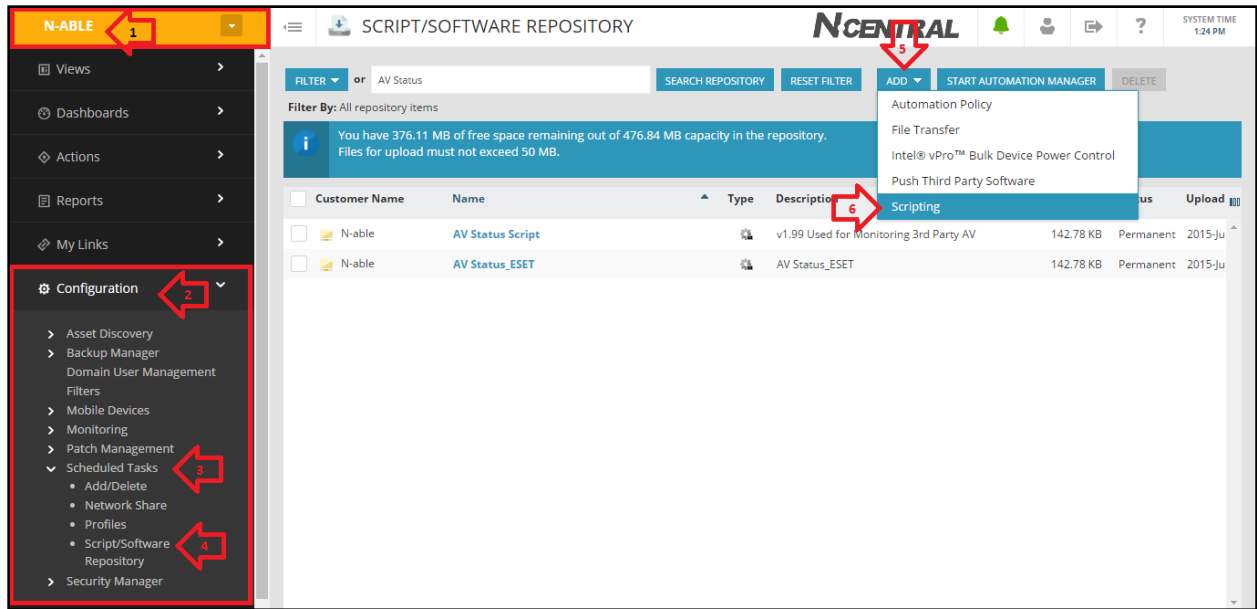 N-ABLE
1
SCRIPT/SOFTWARE REPOSITORY
NCENTRAL
5
?
SYSTEM TIME
1:24 PM
Views
Dashboards
Actions
Reports
My Links
Configuration
2
Asset Discovery
Backup Manager
Domain User Management
Filters
Mobile Devices
Monitoring
Patch Management
Scheduled Tasks
3
Add/Delete
Network Share
Profiles
Script/Software
Repository
4
Security Manager
FILTER or AV Status SEARCH REPOSITORY RESET FILTER ADD START AUTOMATION MANAGER DELETE
Filter By: All repository items
You have 376.11 MB of free space remaining out of 476.84 MB capacity in the repository.
Files for upload must not exceed 50 MB.
Automation Policy
File Transfer
Intel® vPro™ Bulk Device Power Control
Push Third Party Software
6
Scripting
Customer Name Name Type Description tus Upload
N-able AV Status Script v1.99 Used for Monitoring 3rd Party AV 142.78 KB Permanent 2015-Ju
N-able AV Status_ESET AV Status_ESET 142.78 KB Permanent 2015-Ju